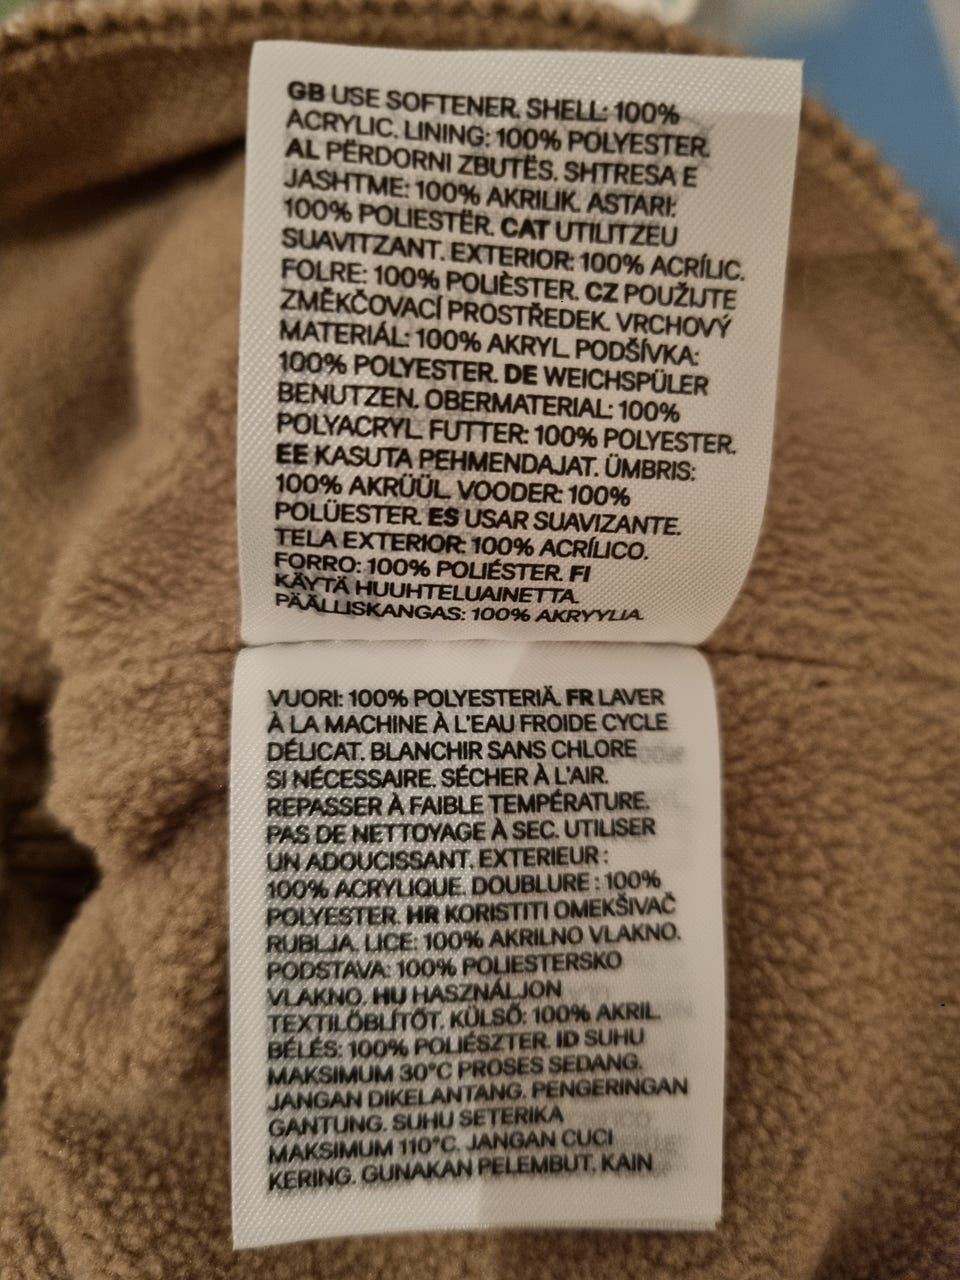 GB USE SOFTENER. SHELL: 100%
ACRYLIC. LINING: 100% POLYESTER.
AL PËRDORNI ZBUTËS. SHTRESA E
JASHTME: 100% AKRILIK. ASTARI:
100% POLIESTËR. CAT UTILITZEU
SUAVITZANT. EXTERIOR: 100% ACRÍLIC.
FOLRE: 100% POLIÈSTER. CZ POUŽIJTE
ZMĚKČOVACÍ PROSTŘEDEK. VRCHOVÝ
MATERIÁL: 100% AKRYL. PODŠÍVKA:
100% POLYESTER. DE WEICHSPÜLER
BENUTZEN. OBERMATERIAL: 100%
POLYACRYL. FUTTER: 100% POLYESTER.
EE KASUTA PEHMENDAJAT. ÜMBRIS:
100% AKRÜÜL. VOODER: 100%
POLÜESTER. ES USAR SUAVIZANTE.
TELA EXTERIOR: 100% ACRÍLICO.
FORRO: 100% POLIÉSTER. FI
KÄYTÄ HUUHTELUAINETTA.
PÄÄLLISKANGAS: 100% AKRYYLIA.
VUORI: 100% POLYESTERIÄ. FR LAVER
À LA MACHINE À L'EAU FROIDE CYCLE
DÉLICAT. BLANCHIR SANS CHLORE
SI NÉCESSAIRE. SÉCHER À L'AIR.
REPASSER À FAIBLE TEMPÉRATURE.
PAS DE NETTOYAGE À SEC. UTILISER
UN ADOUCISSANT. EXTERIEUR :
100% ACRYLIQUE. DOUBLURE : 100%
POLYESTER. HR KORISTITI OMEKŠIVAČ
RUBLJA. LICE: 100% AKRILNO VLAKNO.
PODSTAVA: 100% POLIESTERSKO
VLAKNO. HU HASZNÁLJON
TEXTILÖBLÍTŐT. KÜLSŐ: 100% AKRIL.
BÉLÉS: 100% POLIÉSZTER. ID SUHU
MAKSIMUM 30°C PROSES SEDANG.
JANGAN DIKELANTANG. PENGERINGAN
GANTUNG. SUHU SETERIKA
MAKSIMUM 110°C. JANGAN CUCI
KERING. GUNAKAN PELEMBUT. KAIN